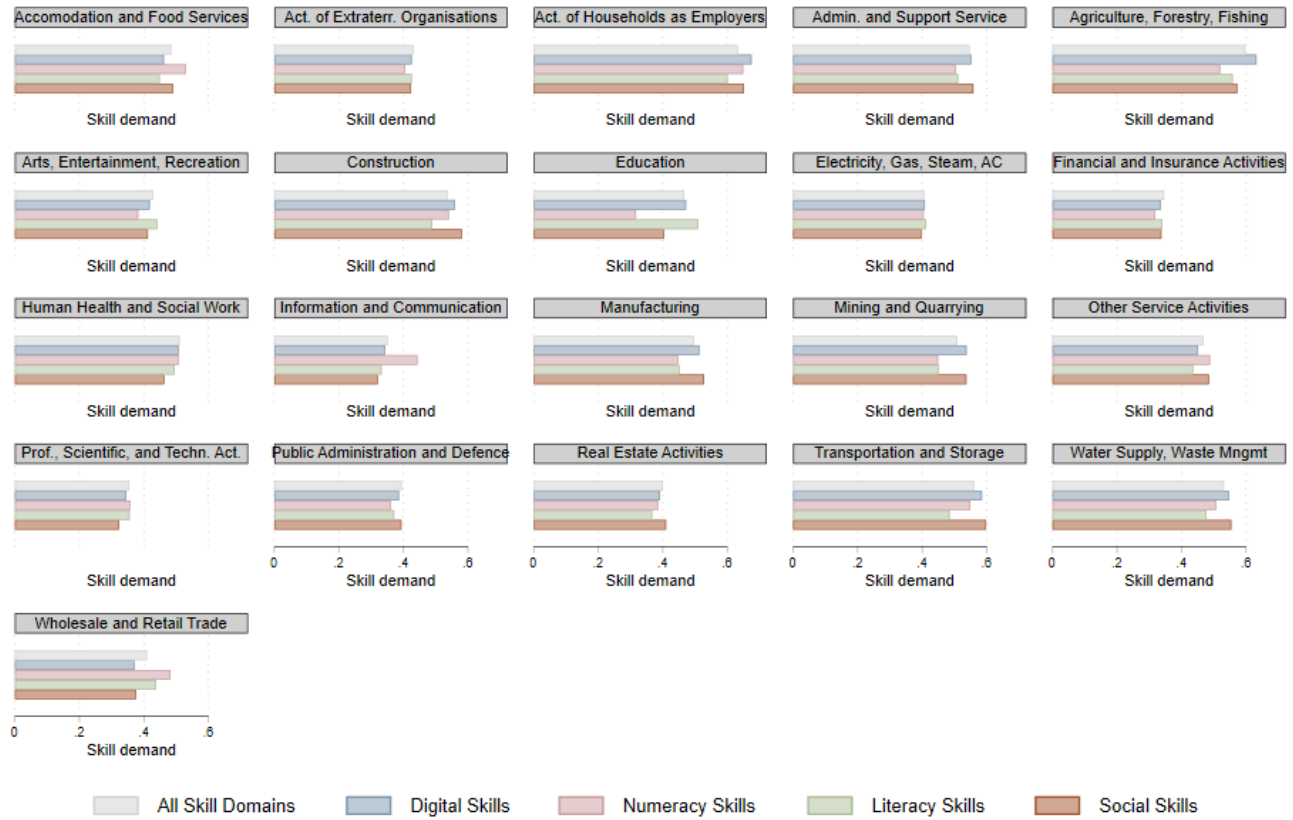 Accomodation and Food Services
Act. of Extraterr. Organisations
Act. of Households as Employers
Admin. and Support Service
Agriculture, Forestry, Fishing
Skill demand
Skill demand
Skill demand
Skill demand
Skill demand
Arts, Entertainment, Recreation
Construction
Education
Electricity, Gas, Steam, AC
Financial and Insurance Activities
Skill demand
Skill demand
Skill demand
Skill demand
Skill demand
Human Health and Social Work
Information and Communication
Manufacturing
Mining and Quarrying
Other Service Activities
Skill demand
Skill demand
Skill demand
Skill demand
Skill demand
Prof., Scientific, and Techn. Act.
Public Administration and Defence
Real Estate Activities
Transportation and Storage
Water Supply, Waste Mngmt
0 .2 .4 .6
0 .2 .4 .6
0 .2 .4 .6
0 .2 .4 .6
Skill demand
Skill demand
Skill demand
Skill demand
Skill demand
Wholesale and Retail Trade
0 .2 .4 .6
Skill demand
All Skill Domains
Digital Skills
Numeracy Skills
Literacy Skills
Social Skills